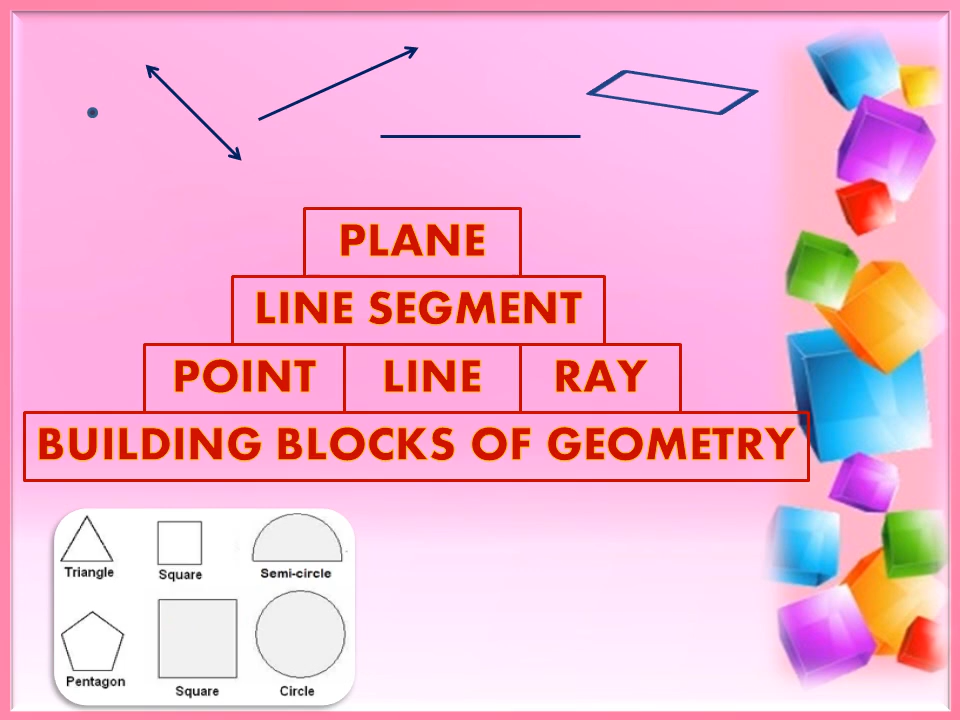 PLANE
LINE SEGMENT
POINT LINE RAY
BUILDING BLOCKS OF GEOMETRY
Triangle Square Semi-circle
Pentagon Square Circle